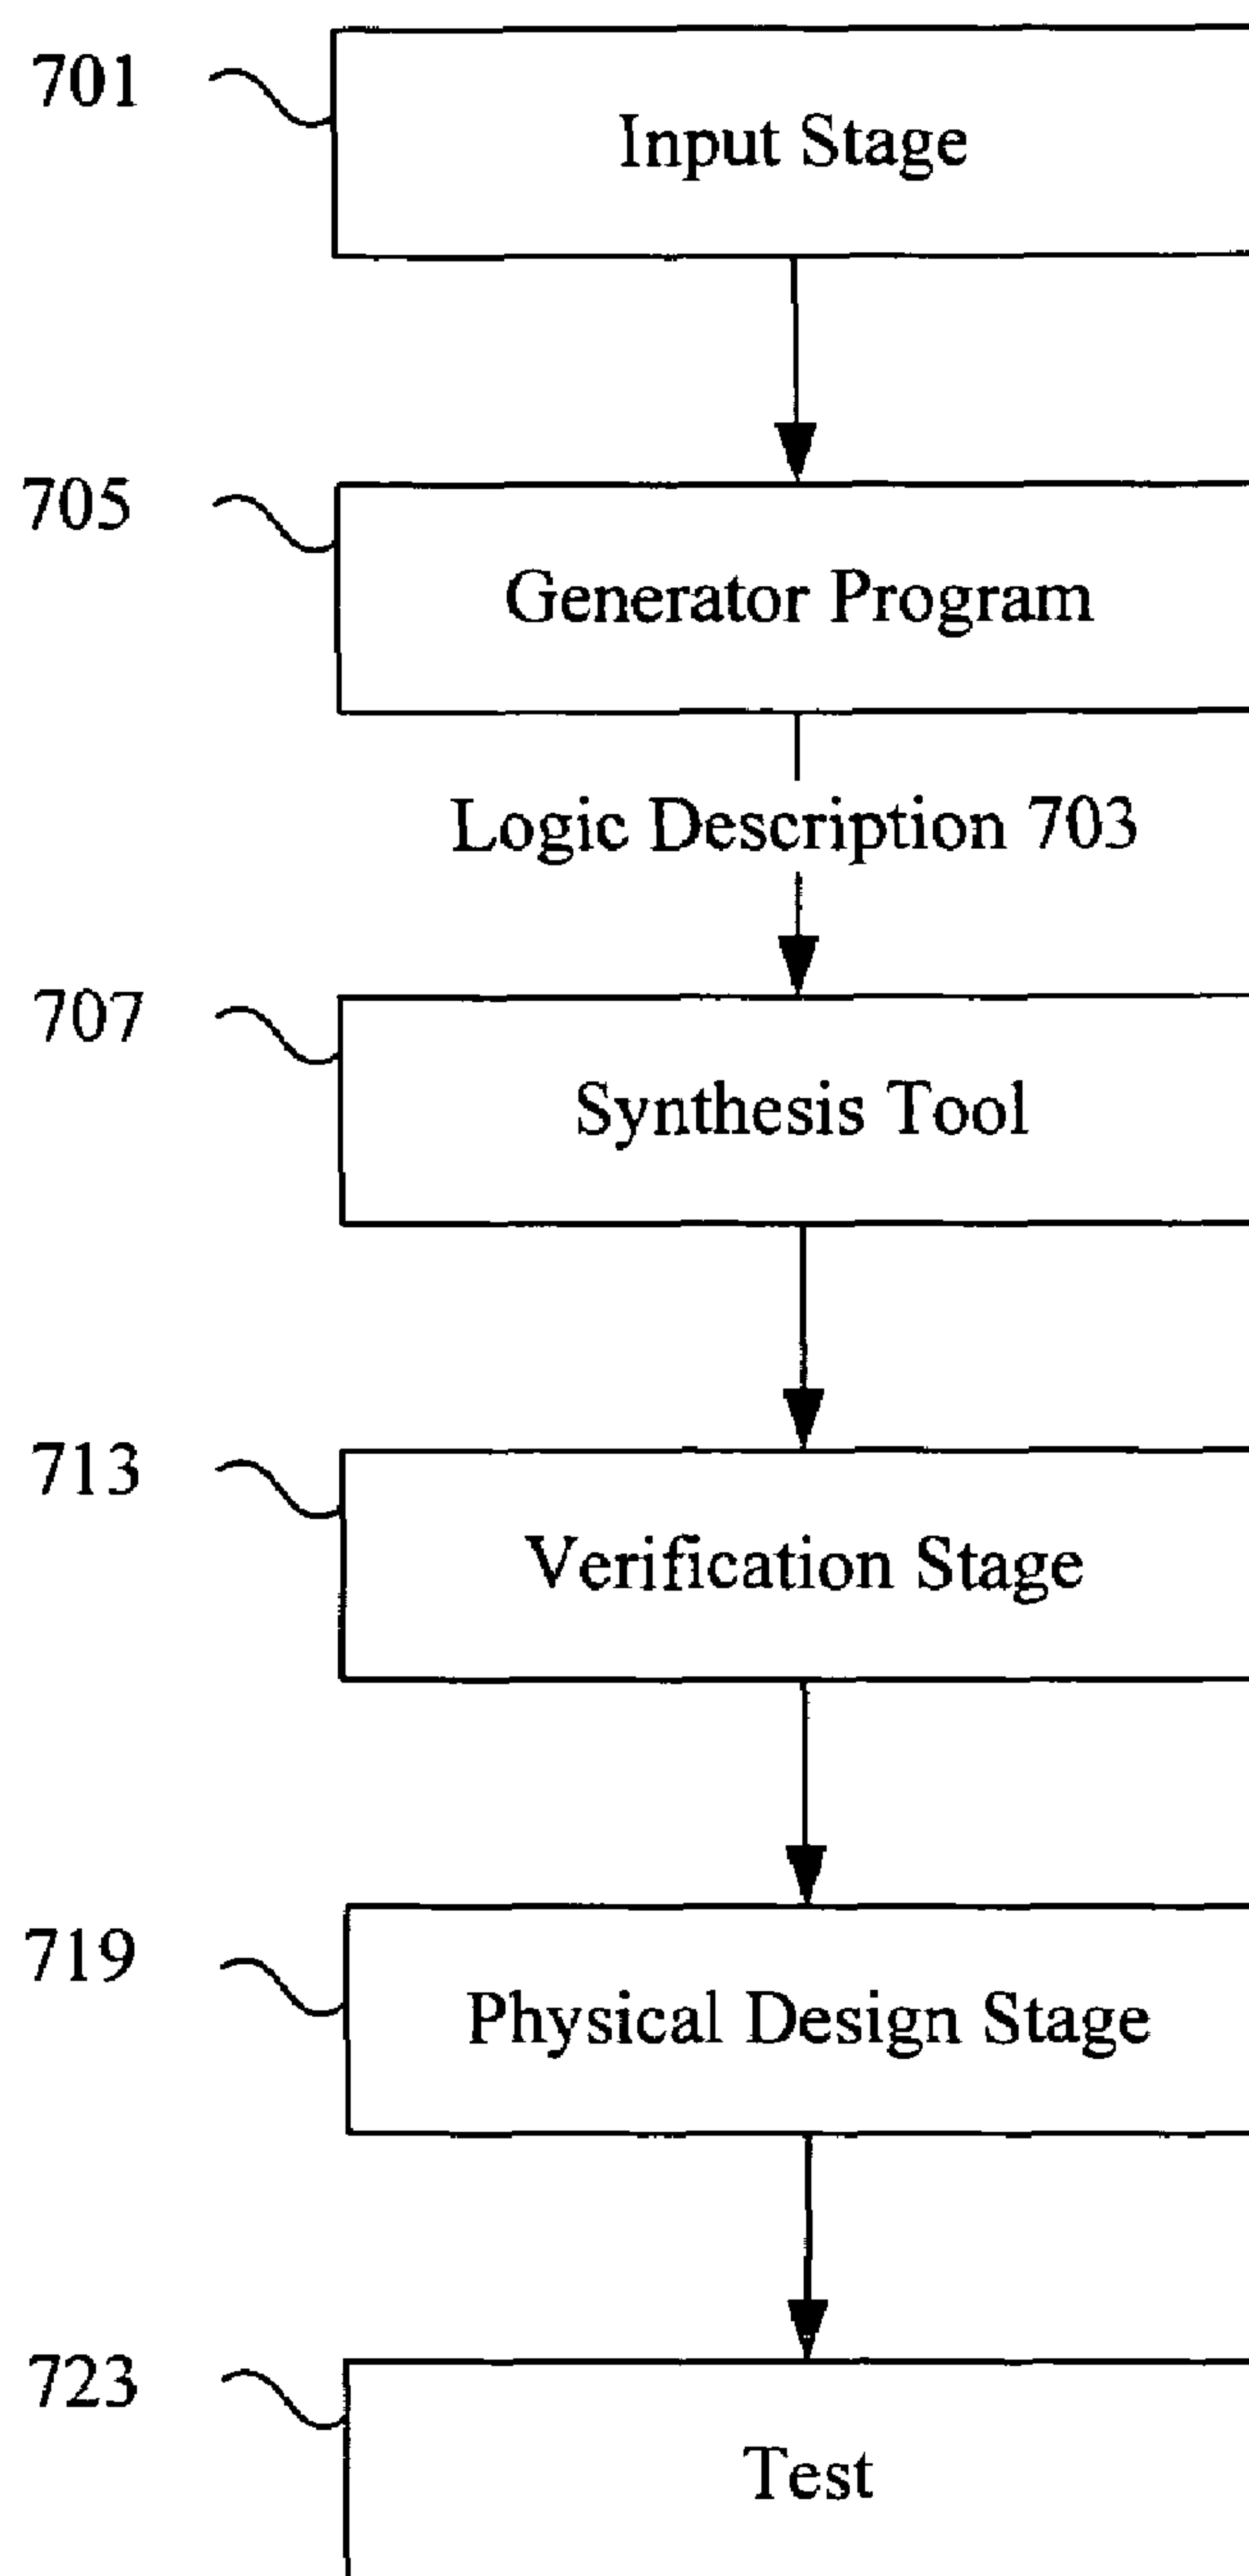 701
Input Stage
705
Generator Program
Logic Description 703
707
Synthesis Tool
713
Verification Stage
719
Physical Design Stage
723
Test